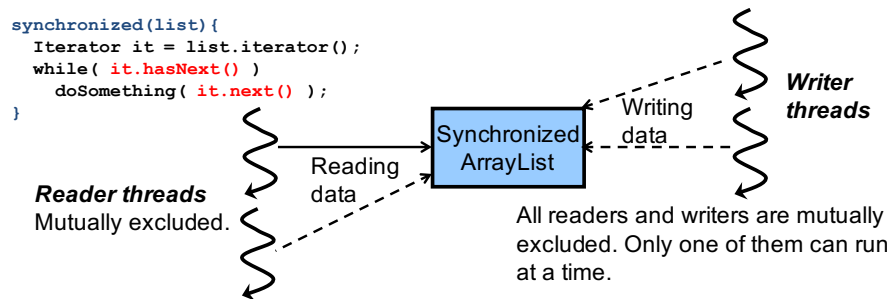 synchronized(list){
Iterator it = list.iterator();
while( it.hasNext() )
doSomething( it.next() );
}
Reading
data
Reader threads
Mutually excluded.
Synchronized
ArrayList
Writing
data
Writer
threads
All readers and writers are mutually
excluded. Only one of them can run
at a time.